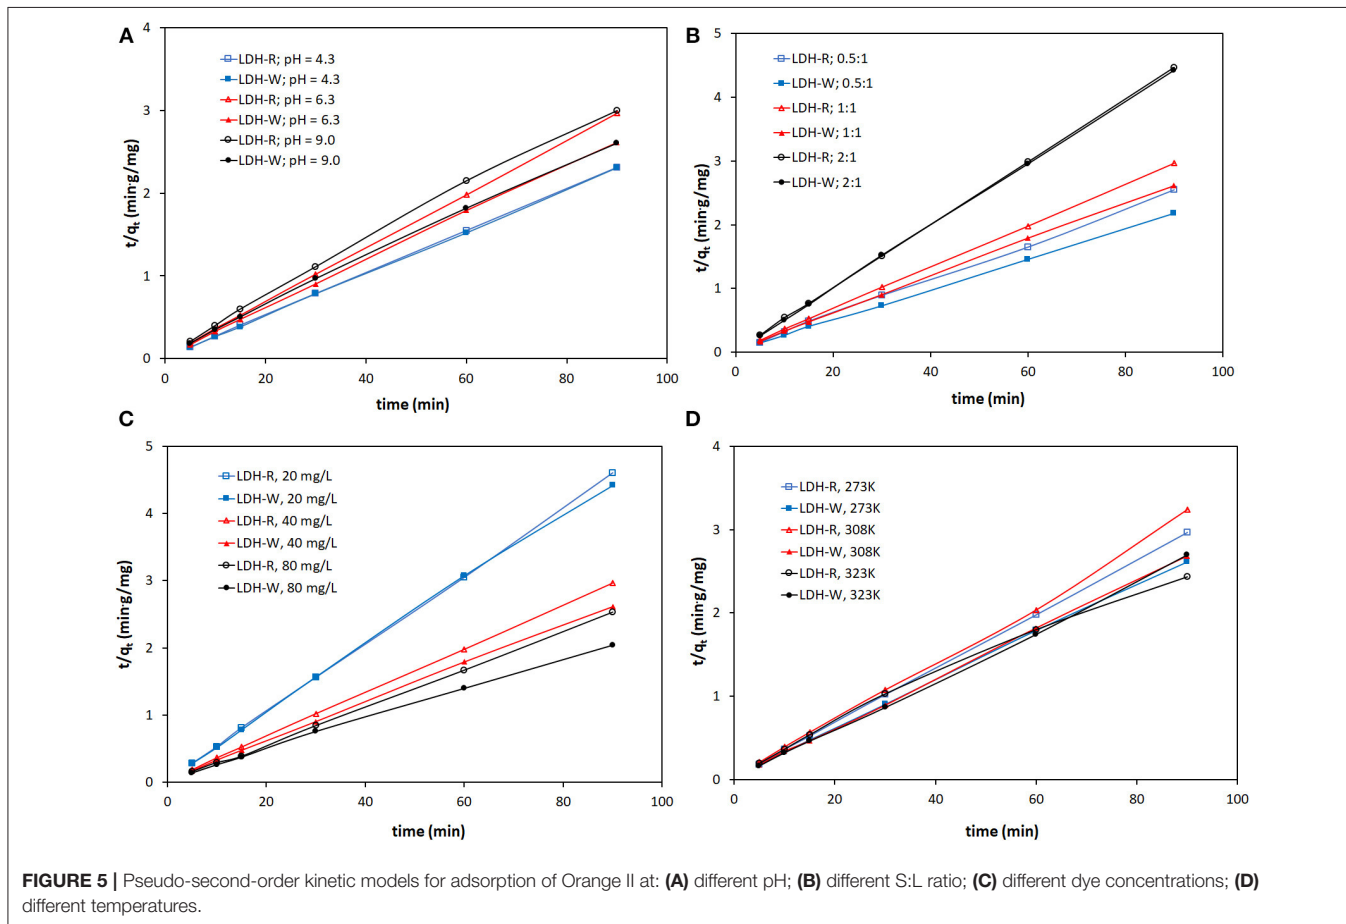 A
4
3
2
1
0
0
20
40
60
80
100
t/qt (min·g/mg)
time (min)
LDH-R; pH = 4.3
LDH-W; pH = 4.3
LDH-R; pH = 6.3
LDH-W; pH = 6.3
LDH-R; pH = 9.0
LDH-W; pH = 9.0
B
5
4
3
2
1
0
0
20
40
60
80
100
t/qt (min·g/mg)
time (min)
LDH-R; 0.5:1
LDH-W; 0.5:1
LDH-R; 1:1
LDH-W; 1:1
LDH-R; 2:1
LDH-W; 2:1
C
5
4
3
2
1
0
0
20
40
60
80
100
t/qt (min·g/mg)
time (min)
LDH-R, 20 mg/L
LDH-W, 20 mg/L
LDH-R, 40 mg/L
LDH-W, 40 mg/L
LDH-R, 80 mg/L
LDH-W, 80 mg/L
D
4
3
2
1
0
0
20
40
60
80
100
t/qt (min·g/mg)
time (min)
LDH-R, 273K
LDH-W, 273K
LDH-R, 308K
LDH-W, 308K
LDH-R, 323K
LDH-W, 323K
FIGURE 5 | Pseudo-second-order kinetic models for adsorption of Orange II at: (A) different pH; (B) different S:L ratio; (C) different dye concentrations; (D)
different temperatures.